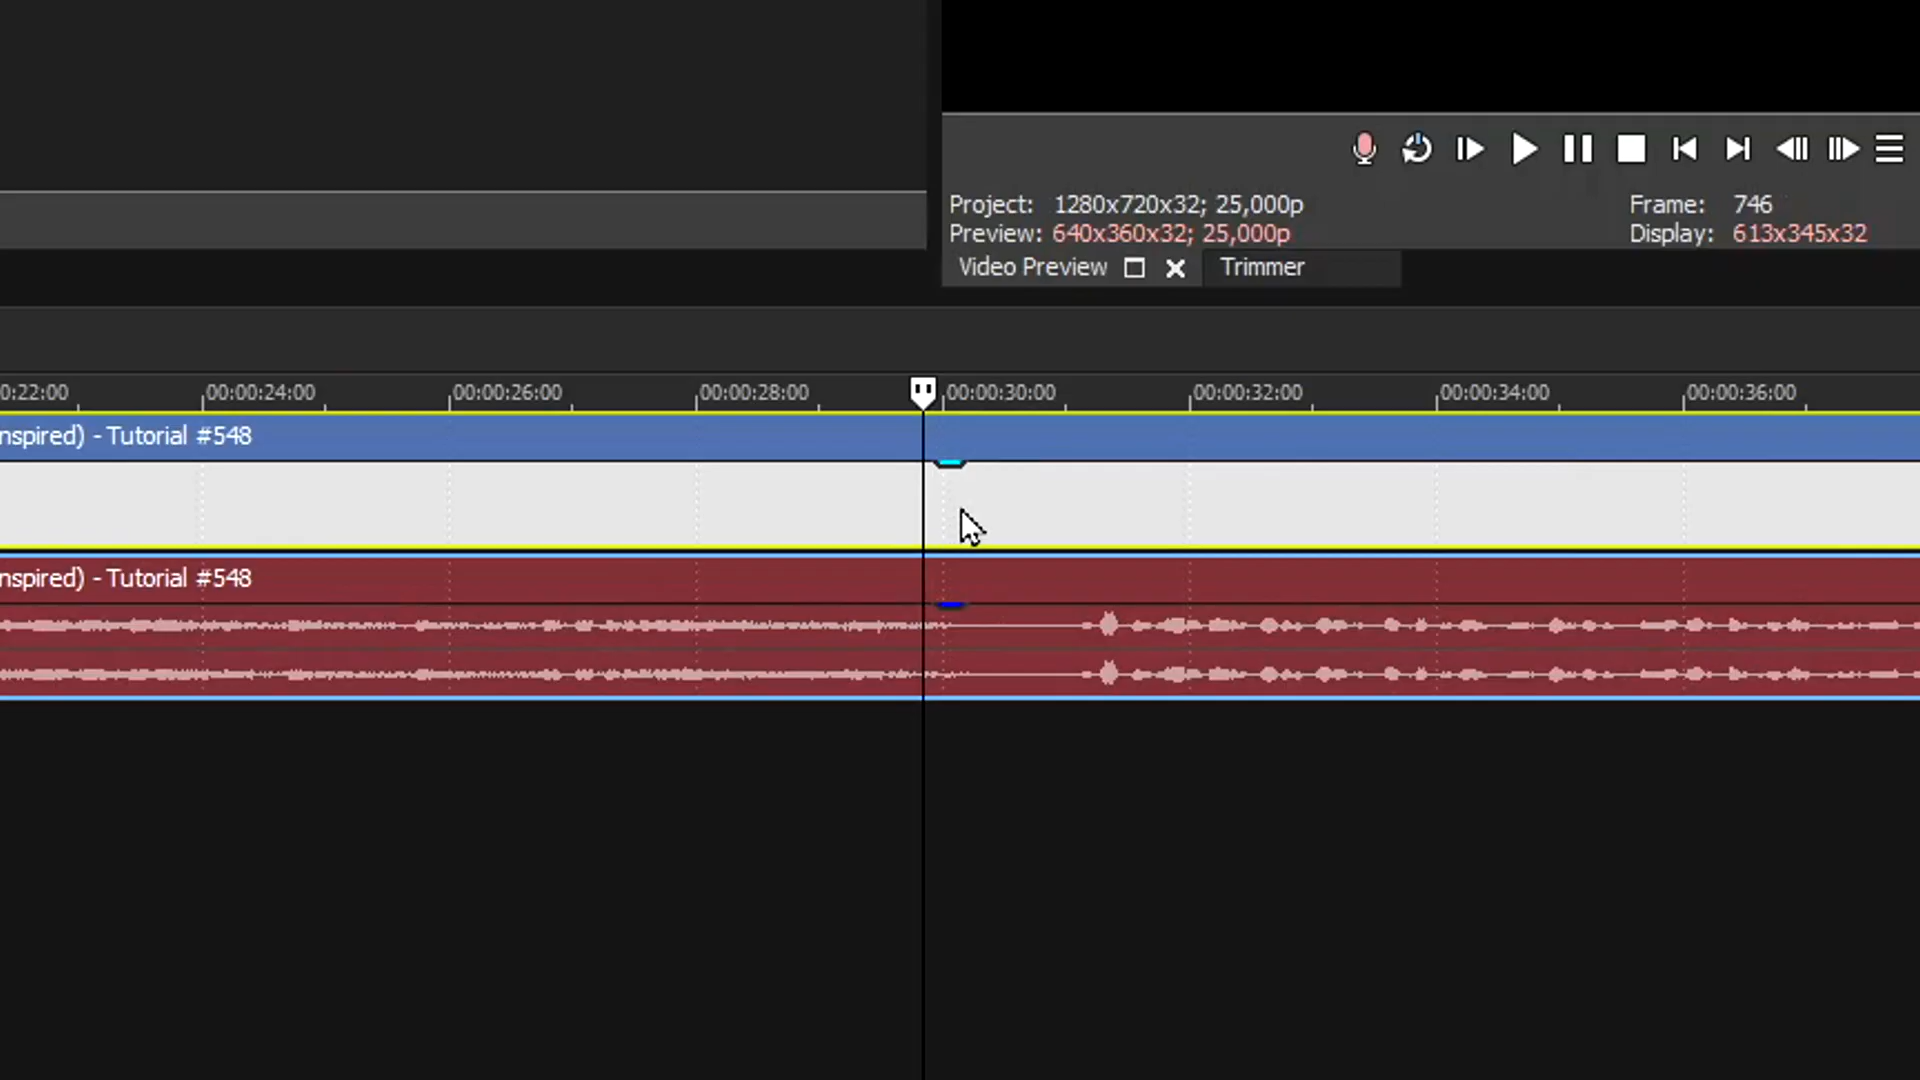 Project: 1280x720x32; 25,000p
Frame: 746
Preview: 640x360x32; 25,000p
Display: 613x345x32
Video Preview
Trimmer
0:22:00
00:00:24:00
00:00:26:00
00:00:28:00
00:00:30:00
00:00:32:00
00:00:34:00
00:00:36:00
nspired) - Tutorial #548
nspired) - Tutorial #548